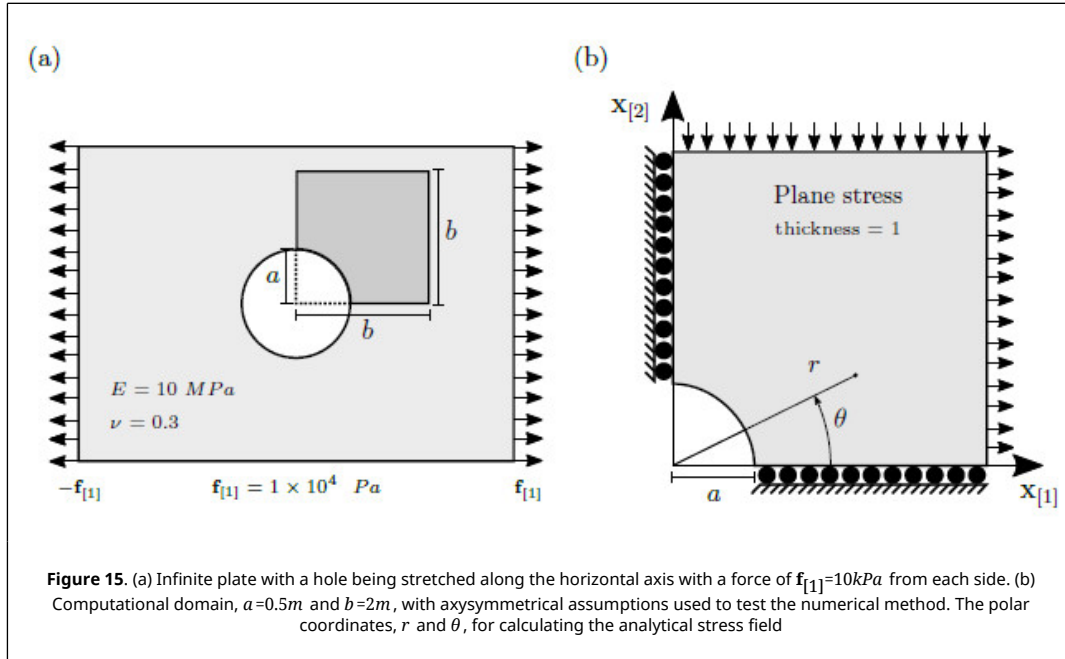 (a)
(b)
a
b
b
E = 10 MPa
ν = 0.3
−f[1]
f[1] = 1 × 10⁴ Pa
f[1]
x[2]
Plane stress
thickness = 1
r
θ
a
x[1]
Figure 15. (a) Infinite plate with a hole being stretched along the horizontal axis with a force of f[1]=10kPa from each side. (b)
Computational domain, a=0.5m and b=2m, with axysymmetrical assumptions used to test the numerical method. The polar
coordinates, r and θ, for calculating the analytical stress field